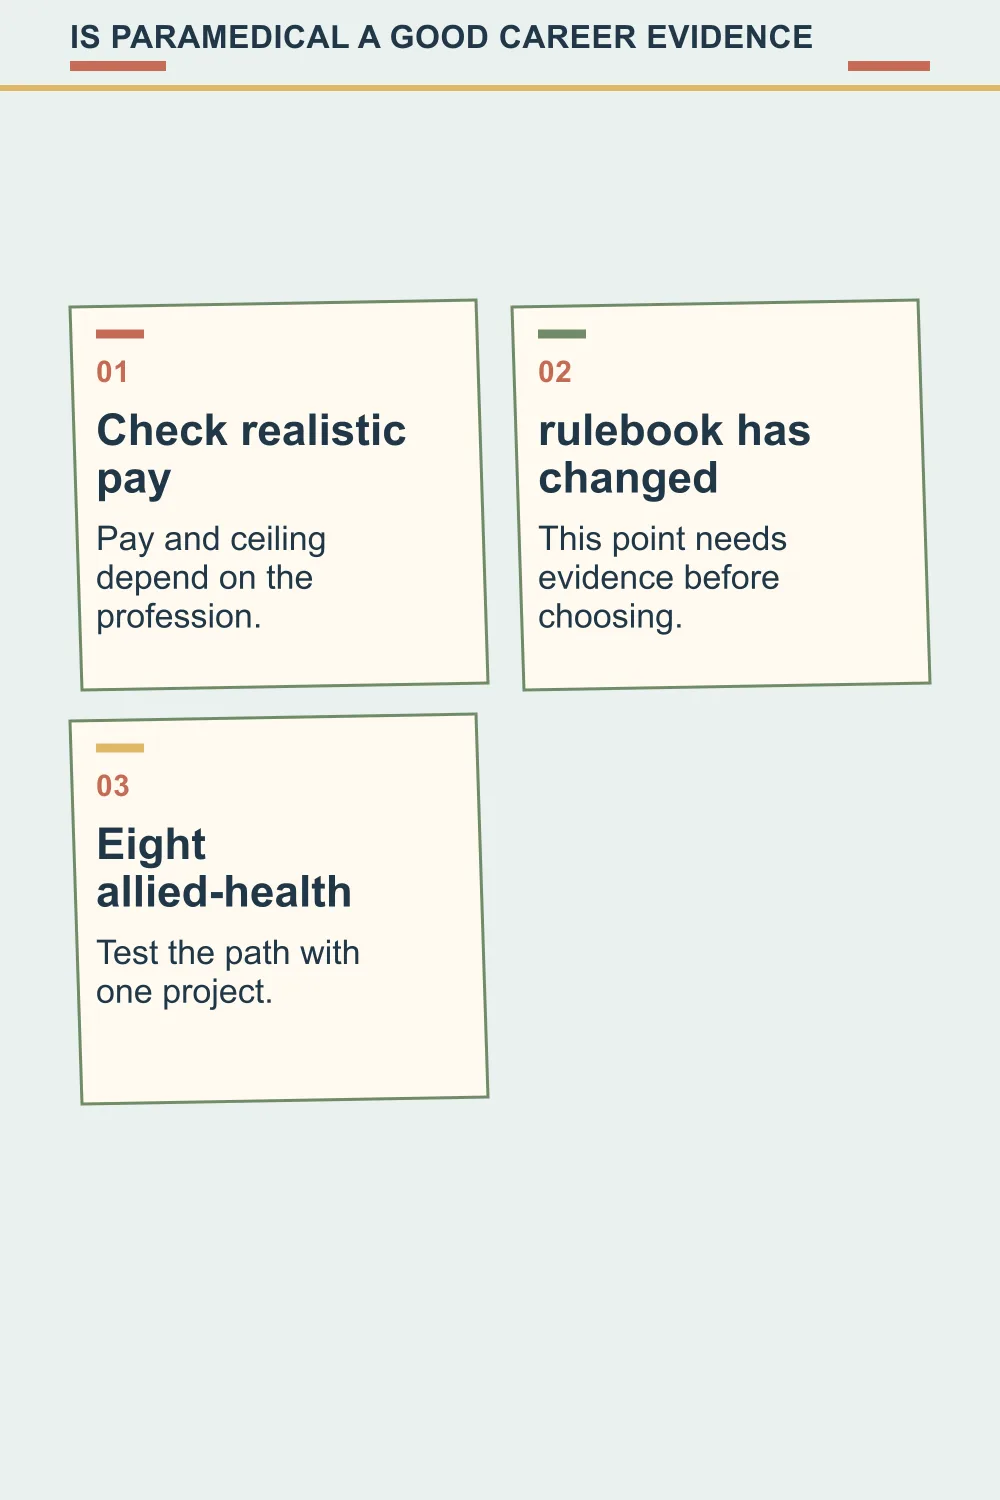 IS PARAMEDICAL A GOOD CAREER EVIDENCE
01
Check realistic
pay
Pay and ceiling
depend on the
profession.
02
rulebook has
changed
This point needs
evidence before
choosing.
03
Eight
allied-health
Test the path with
one project.